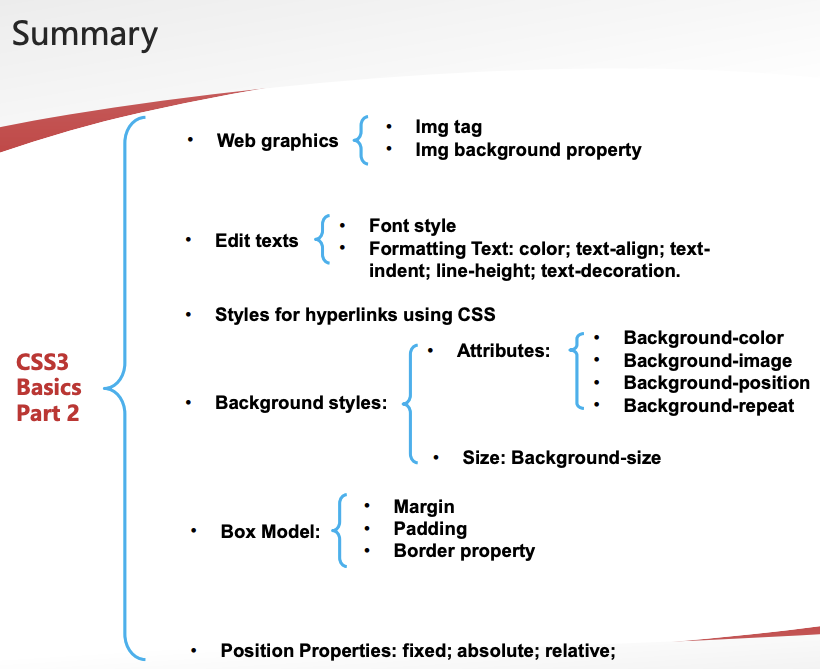 Summary
• Web graphics
• Img tag
• Img background property
• Edit texts
• Font style
• Formatting Text: color; text-align; text-
indent; line-height; text-decoration.
• Styles for hyperlinks using CSS
CSS3
Basics
Part 2
• Background styles:
• Attributes:
• Background-color
• Background-image
• Background-position
• Background-repeat
• Size: Background-size
• Box Model:
• Margin
• Padding
• Border property
• Position Properties: fixed; absolute; relative;